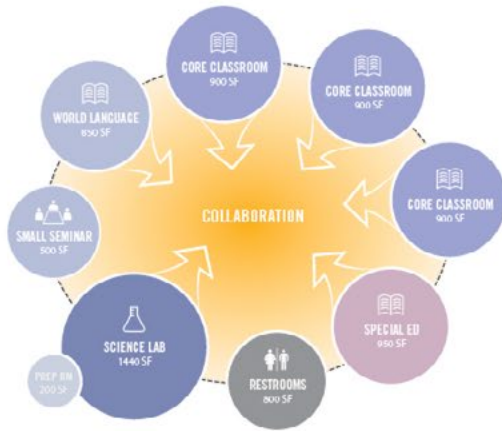 CORE CLASSROOM
900 SF
CORE CLASSROOM
900 SF
WORLD LANGUAGE
850 SF
CORE CLASSROOM
900 SF
COLLABORATION
SMALL SEMINAR
500 SF
SPECIAL ED
950 SF
SCIENCE LAB
1440 SF
PREP RM
200 SF
RESTROOMS
800 SF